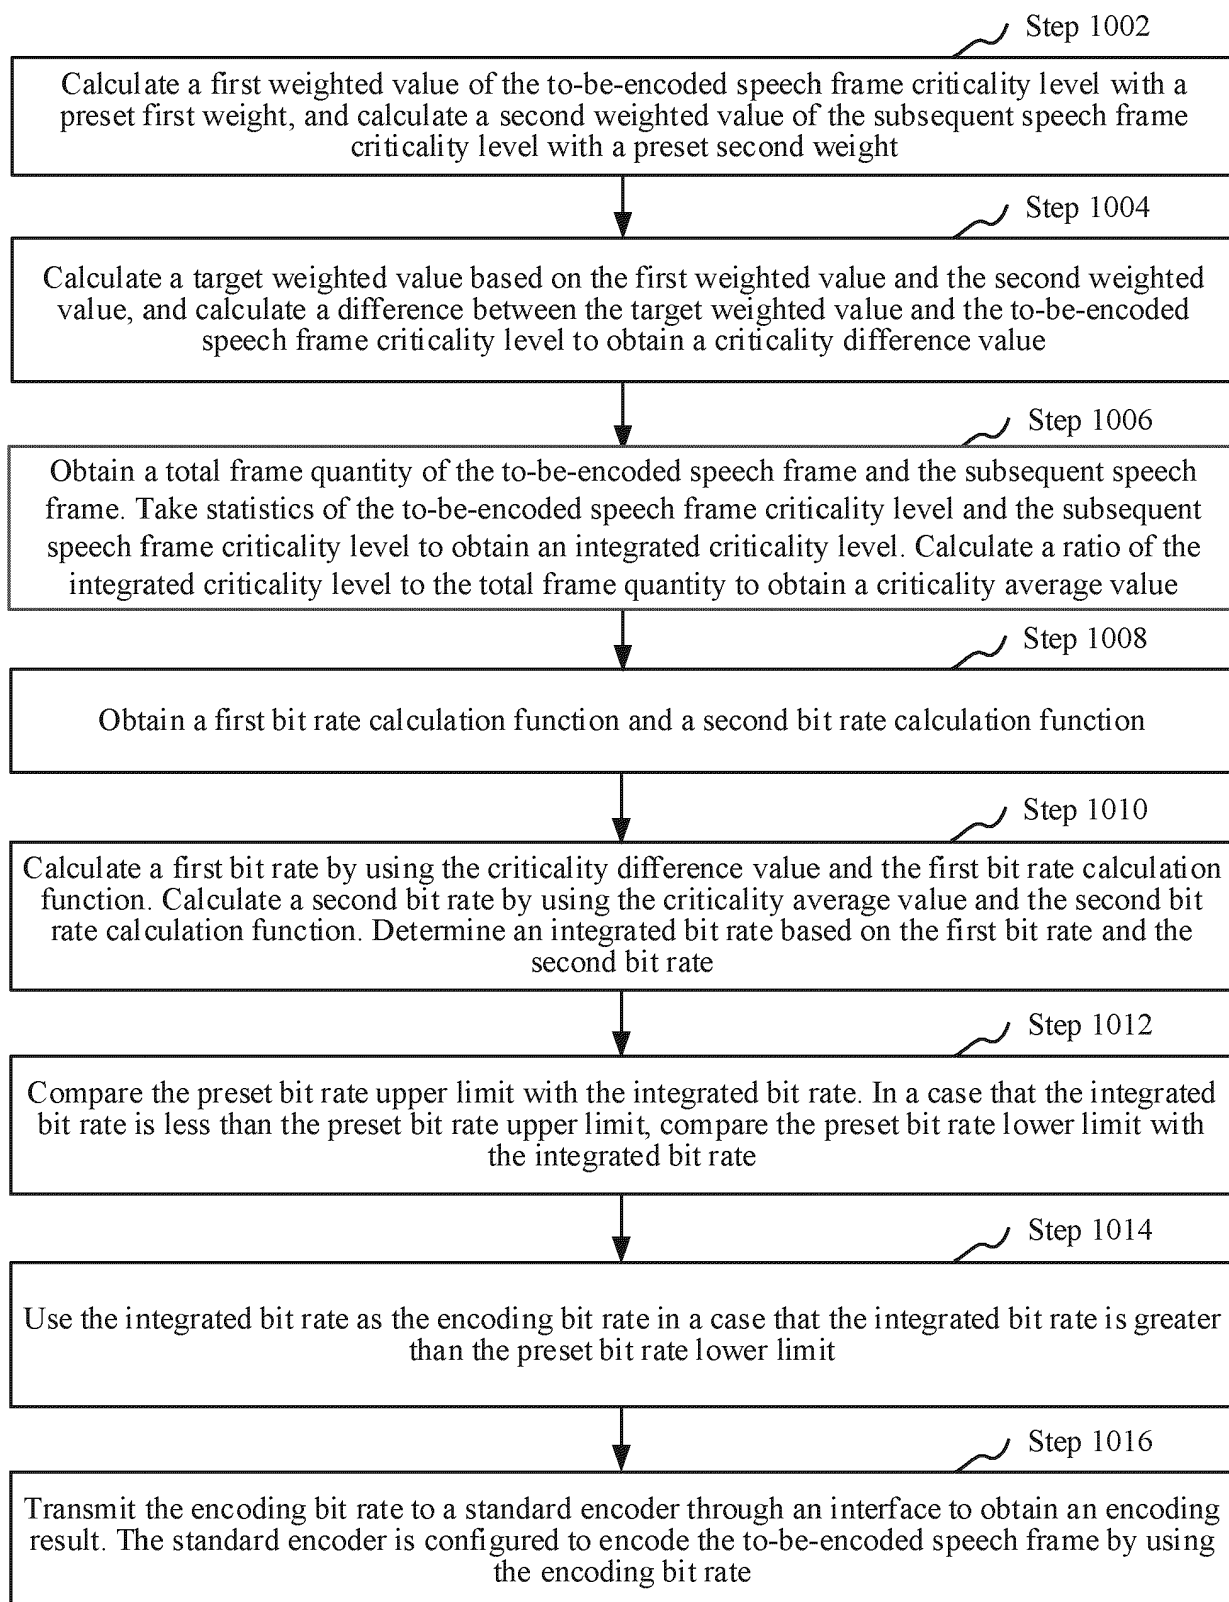 Step 1002
Calculate a first weighted value of the to-be-encoded speech frame criticality level with a
preset first weight, and calculate a second weighted value of the subsequent speech frame
criticality level with a preset second weight
Step 1004
Calculate a target weighted value based on the first weighted value and the second weighted
value, and calculate a difference between the target weighted value and the to-be-encoded
speech frame criticality level to obtain a criticality difference value
Step 1006
Obtain a total frame quantity of the to-be-encoded speech frame and the subsequent speech
frame. Take statistics of the to-be-encoded speech frame criticality level and the subsequent
speech frame criticality level to obtain an integrated criticality level. Calculate a ratio of the
integrated criticality level to the total frame quantity to obtain a criticality average value
Step 1008
Obtain a first bit rate calculation function and a second bit rate calculation function
Step 1010
Calculate a first bit rate by using the criticality difference value and the first bit rate calculation
function. Calculate a second bit rate by using the criticality average value and the second bit
rate calculation function. Determine an integrated bit rate based on the first bit rate and the
second bit rate
Step 1012
Compare the preset bit rate upper limit with the integrated bit rate. In a case that the integrated
bit rate is less than the preset bit rate upper limit, compare the preset bit rate lower limit with
the integrated bit rate
Step 1014
Use the integrated bit rate as the encoding bit rate in a case that the integrated bit rate is greater
than the preset bit rate lower limit
Step 1016
Transmit the encoding bit rate to a standard encoder through an interface to obtain an encoding
result. The standard encoder is configured to encode the to-be-encoded speech frame by using
the encoding bit rate